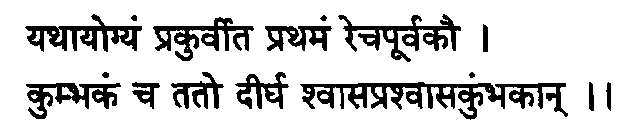 यथायोग्यं प्रकुर्वीत प्रथमं रेचपूर्वकौ ।
कुम्भकं च ततो दीर्घ श्वासप्रश्वासकुंभकान् ।।